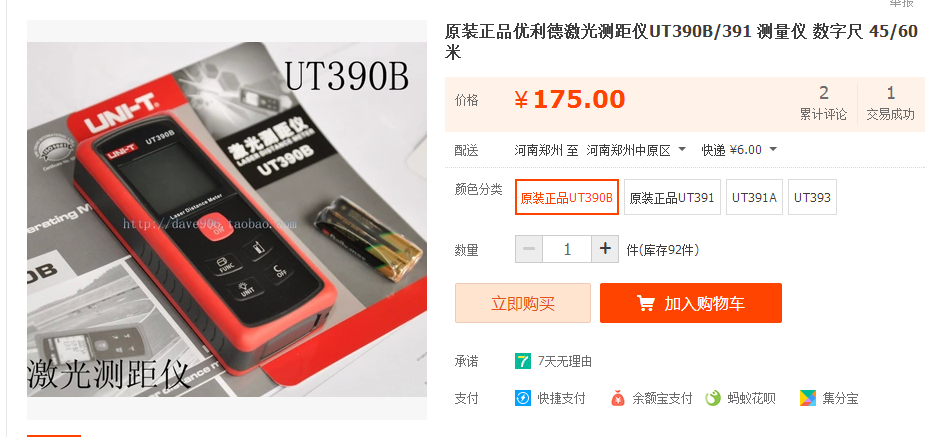 举报
原装正品优利德激光测距仪UT390B/391 测量仪 数字尺 45/60
米
价格
¥ 175.00
2
累计评论
1
交易成功
配送
河南郑州 至 河南郑州中原区
快递 ¥6.00
颜色分类
原装正品UT390B
原装正品UT391
UT391A
UT393
数量
1
件(库存92件)
立即购买
加入购物车
承诺
7天无理由
支付
快捷支付
余额宝支付
蚂蚁花呗
集分宝
UT390B
UNI-T
激光测距仪
LASER DISTANCE METER
UT390B
ISO
UNI-T
UT390B
Laser Distance Meter
http://dave906.taobao.com
ON
FUNC
C
OFF
UNIT
激光测距仪